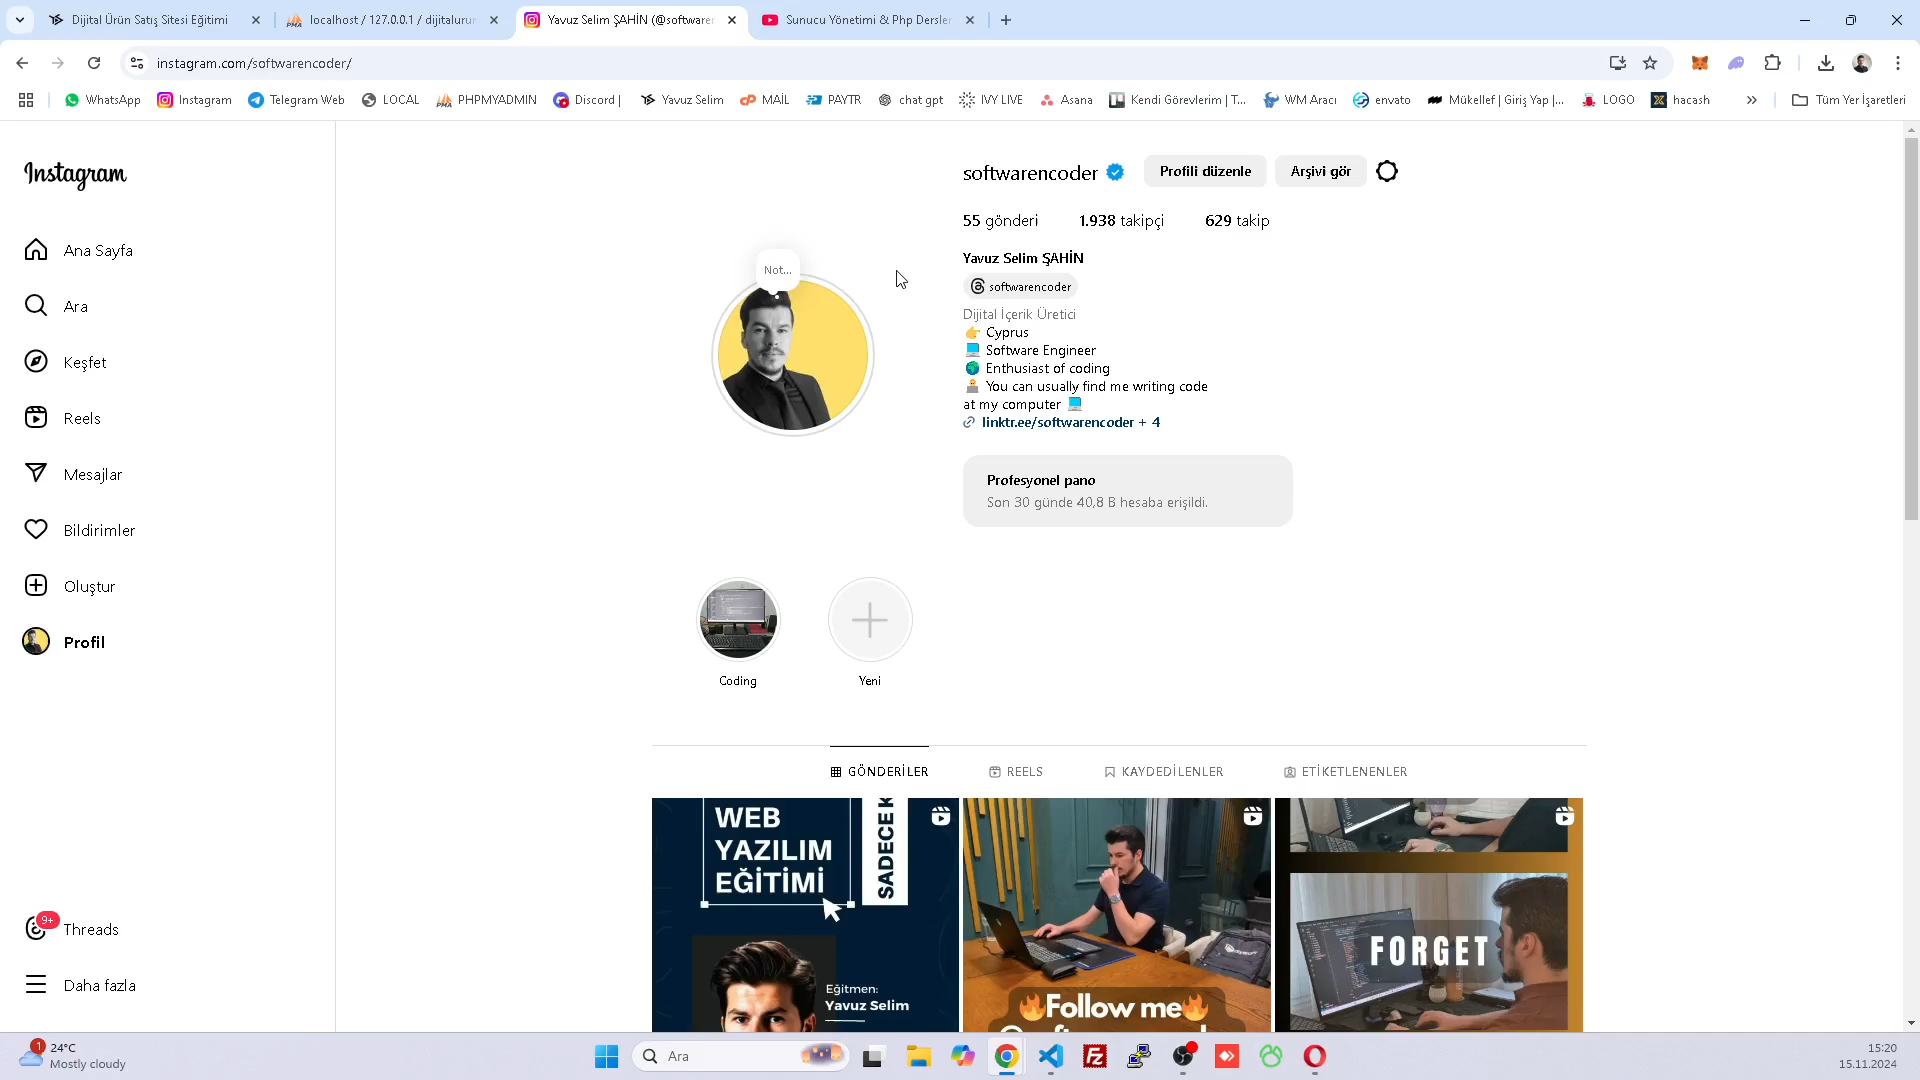 Dijital Ürün Satış Sitesi Eğitimi
localhost / 127.0.0.1 / dijitalurun
Yavuz Selim ŞAHİN (@softwaren
Sunucu Yönetimi & Php Dersler
instagram.com/softwarencoder/
WhatsApp
Instagram
Telegram Web
LOCAL
PHPMYADMIN
Discord |
Yavuz Selim
MAİL
PAYTR
chat gpt
IVY LIVE
Asana
Kendi Görevlerim | T...
WM Aracı
envato
Mükellef | Giriş Yap |...
LOGO
hacash
Tüm Yer İşaretleri
Instagram
Ana Sayfa
Ara
Keşfet
Reels
Mesajlar
Bildirimler
Oluştur
Profil
9+
Threads
Daha fazla
softwarencoder
Profili düzenle
Arşivi gör
55 gönderi
1.938 takipçi
629 takip
Not...
Yavuz Selim ŞAHİN
softwarencoder
Dijital İçerik Üretici
👉 Cyprus
💻 Software Engineer
🌍 Enthusiast of coding
👨‍💻 You can usually find me writing code
at my computer 💻
linktr.ee/softwarencoder + 4
Profesyonel pano
Son 30 günde 40,8 B hesaba erişildi.
Coding
Yeni
GÖNDERİLER
REELS
KAYDEDİLENLER
ETİKETLENENLER
WEB
YAZILIM
EĞİTİMİ
SADECE
Eğitmen:
Yavuz Selim
🔥Follow me🔥
FORGET
1
24°C
Mostly cloudy
Ara
15:20
15.11.2024